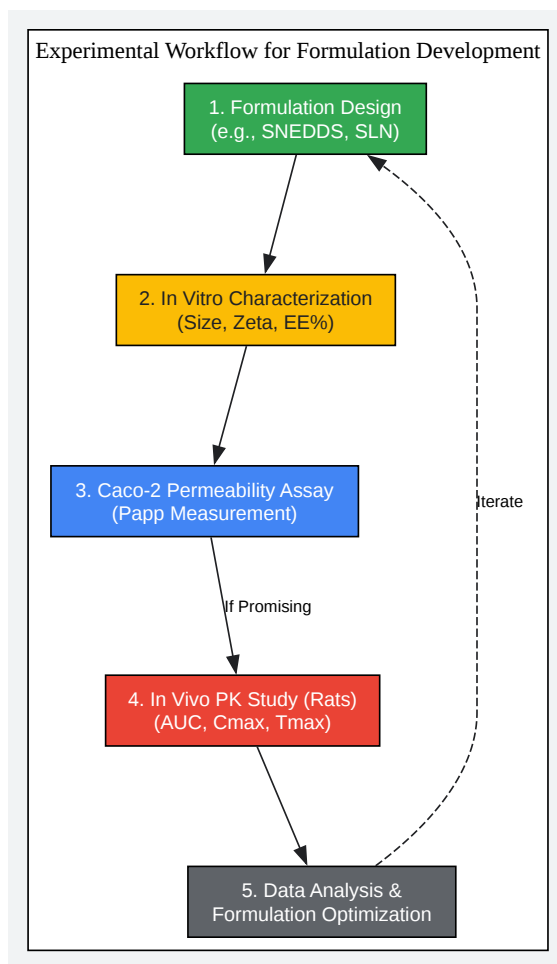 Experimental Workflow for Formulation Development
1. Formulation Design
(e.g., SNEDDS, SLN)
2. In Vitro Characterization
(Size, Zeta, EE%)
3. Caco-2 Permeability Assay
(Papp Measurement)
Iterate
If Promising
4. In Vivo PK Study (Rats)
(AUC, Cmax, Tmax)
5. Data Analysis &
Formulation Optimization